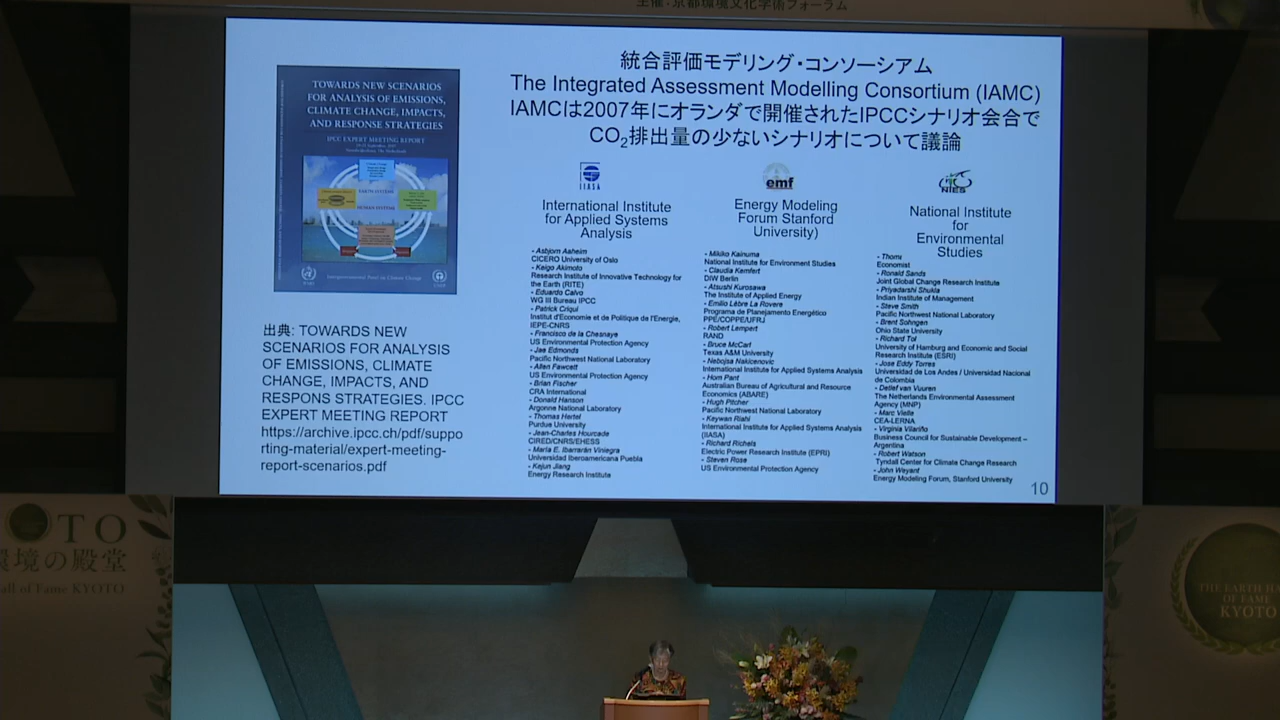 主催:京都環境文化学術フォーラム
統合評価モデリング・コンソーシアム
The Integrated Assessment Modelling Consortium (IAMC)
IAMCは2007年にオランダで開催されたIPCCシナリオ会合で
CO₂排出量の少ないシナリオについて議論
TOWARDS NEW SCENARIOS
FOR ANALYSIS OF EMISSIONS,
CLIMATE CHANGE, IMPACTS,
AND RESPONSE STRATEGIES
IPCC EXPERT MEETING REPORT
EARTH SYSTEMS
HUMAN SYSTEMS
Intergovernmental Panel on Climate Change
出典: TOWARDS NEW
SCENARIOS FOR ANALYSIS
OF EMISSIONS, CLIMATE
CHANGE, IMPACTS, AND
RESPONS STRATEGIES. IPCC
EXPERT MEETING REPORT
https://archive.ipcc.ch/pdf/suppo
rting-material/expert-meeting-
report-scenarios.pdf
IIASA
International Institute
for Applied Systems
Analysis
- Asbjorn Aaheim
CICERO University of Oslo
- Keigo Akimoto
Research Institute of Innovative Technology for
the Earth (RITE)
- Eduardo Calvo
WG III Bureau IPCC
- Patrick Criqui
Institut d'Economie et de Politique de l'Energie,
IEPE-CNRS
- Francisco de la Chesnaye
US Environmental Protection Agency
- Jae Edmonds
Pacific Northwest National Laboratory
- Allen Fawcett
US Environmental Protection Agency
- Brian Fischer
CRA International
- Donald Hanson
Argonne National Laboratory
- Thomas Hertel
Purdue University
- Jean-Charles Hourcade
CIRED/CNRS/EHESS
- Maria E. Ibarrarán Viniegra
Universidad Iberoamericana Puebla
- Kejun Jiang
Energy Research Institute
emf
Energy Modeling
Forum Stanford
University)
- Mikiko Kainuma
National Institute for Environment Studies
- Claudia Kemfert
DIW Berlin
- Atsushi Kurosawa
The Institute of Applied Energy
- Emilio Lèbre La Rovere
Programa de Planejamento Energético
PPE/COPPE/UFRJ
- Robert Lempert
RAND
- Bruce McCarl
Texas A&M University
- Nebojsa Nakicenovic
International Institute for Applied Systems Analysis
- Hom Pant
Australian Bureau of Agricultural and Resource
Economics (ABARE)
- Hugh Pitcher
Pacific Northwest National Laboratory
- Keywan Riahi
International Institute for Applied Systems Analysis
(IIASA)
- Richard Richels
Electric Power Research Institute (EPRI)
- Steven Rose
US Environmental Protection Agency
NIES
National Institute
for
Environmental
Studies
- Thomi
Economist
- Ronald Sands
Joint Global Change Research Institute
- Priyadarshi Shukla
Indian Institute of Management
- Steve Smith
Pacific Northwest National Laboratory
- Brent Sohngen
Ohio State University
- Richard Tol
University of Hamburg and Economic and Social
Research Institute (ESRI)
- Jose Eddy Torres
Universidad de Los Andes / Universidad Nacional
de Colombia
- Detlef van Vuuren
The Netherlands Environmental Assessment
Agency (MNP)
- Marc Vielle
CEA-LERNA
- Virginia Vilariño
Business Council for Sustainable Development –
Argentina
- Robert Watson
Tyndall Center for Climate Change Research
- John Weyant
Energy Modeling Forum, Stanford University
10
OTO
環境の殿堂
all of Fame KYOTO
THE EARTH HA
OF FAME
KYOTO